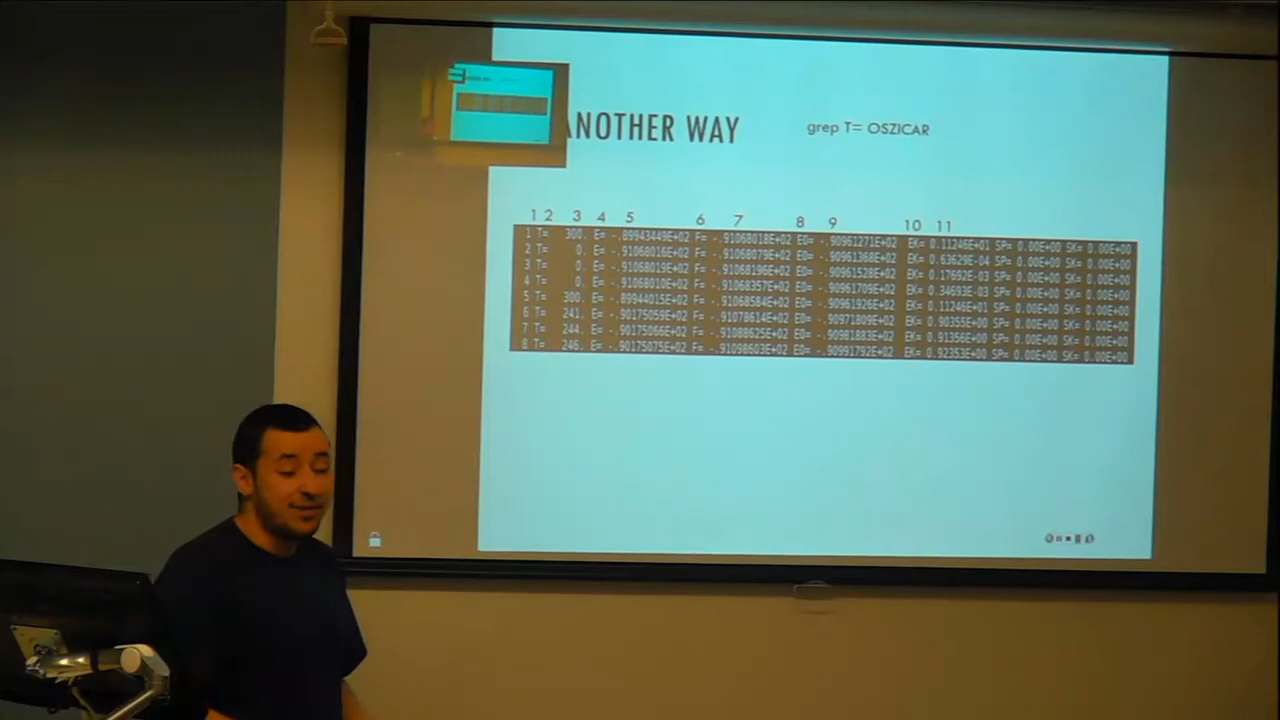 ANOTHER WAY
grep T= OSZICAR
1 2 3 4 5 6 7 8 9 10 11
1 T= 300. E= -.89943449E+02 F= -.91068018E+02 E0= -.90961271E+02 EK= 0.11246E+01 SP= 0.00E+00 SK= 0.00E+00
2 T= 0. E= -.91068016E+02 F= -.91068079E+02 E0= -.90961368E+02 EK= 0.63629E-04 SP= 0.00E+00 SK= 0.00E+00
3 T= 0. E= -.91068019E+02 F= -.91068196E+02 E0= -.90961528E+02 EK= 0.17692E-03 SP= 0.00E+00 SK= 0.00E+00
4 T= 0. E= -.91068010E+02 F= -.91068357E+02 E0= -.90961709E+02 EK= 0.34693E-03 SP= 0.00E+00 SK= 0.00E+00
5 T= 300. E= -.89944015E+02 F= -.91068584E+02 E0= -.90961926E+02 EK= 0.11246E+01 SP= 0.00E+00 SK= 0.00E+00
6 T= 241. E= -.90175059E+02 F= -.91078614E+02 E0= -.90971809E+02 EK= 0.90355E+00 SP= 0.00E+00 SK= 0.00E+00
7 T= 244. E= -.90175066E+02 F= -.91088625E+02 E0= -.90981883E+02 EK= 0.91356E+00 SP= 0.00E+00 SK= 0.00E+00
8 T= 246. E= -.90175075E+02 F= -.91098603E+02 E0= -.90991792E+02 EK= 0.92353E+00 SP= 0.00E+00 SK= 0.00E+00